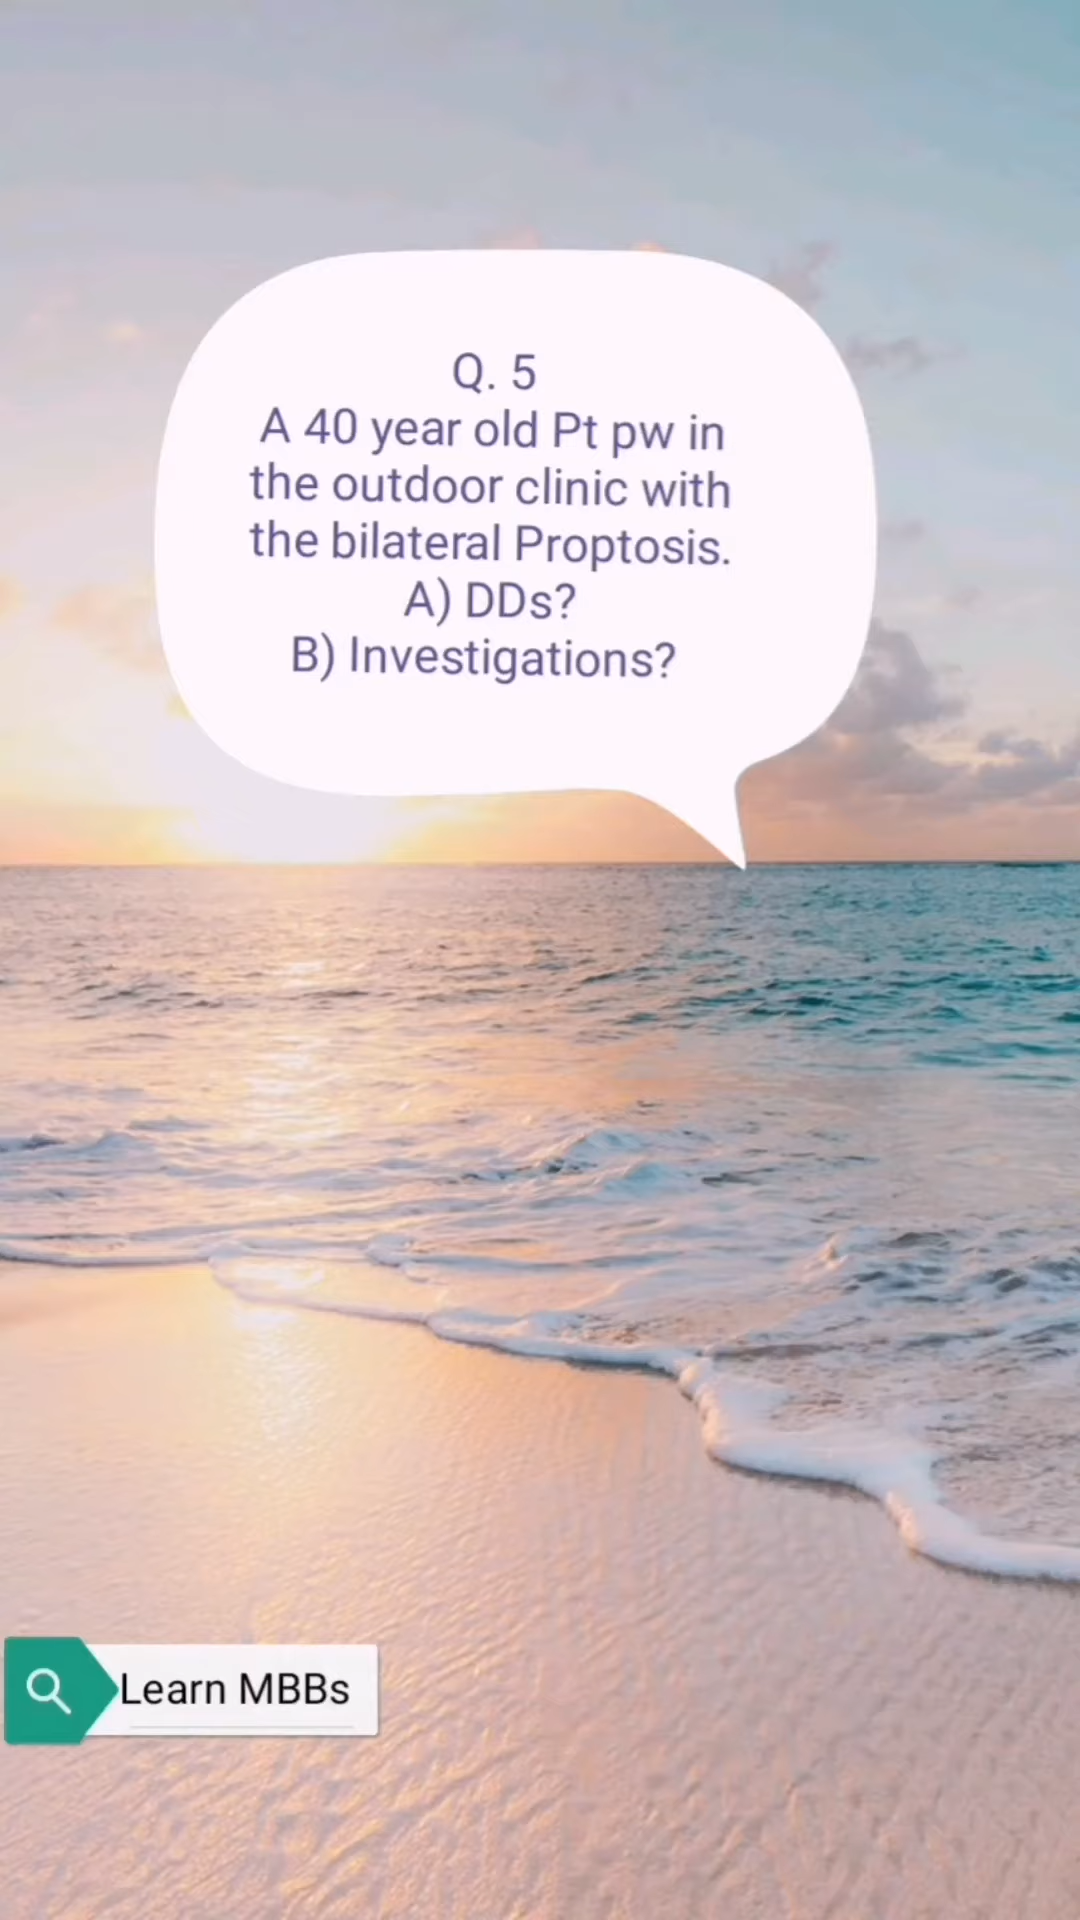 Q. 5
A 40 year old Pt pw in
the outdoor clinic with
the bilateral Proptosis.
A) DDs?
B) Investigations?
Learn MBBs